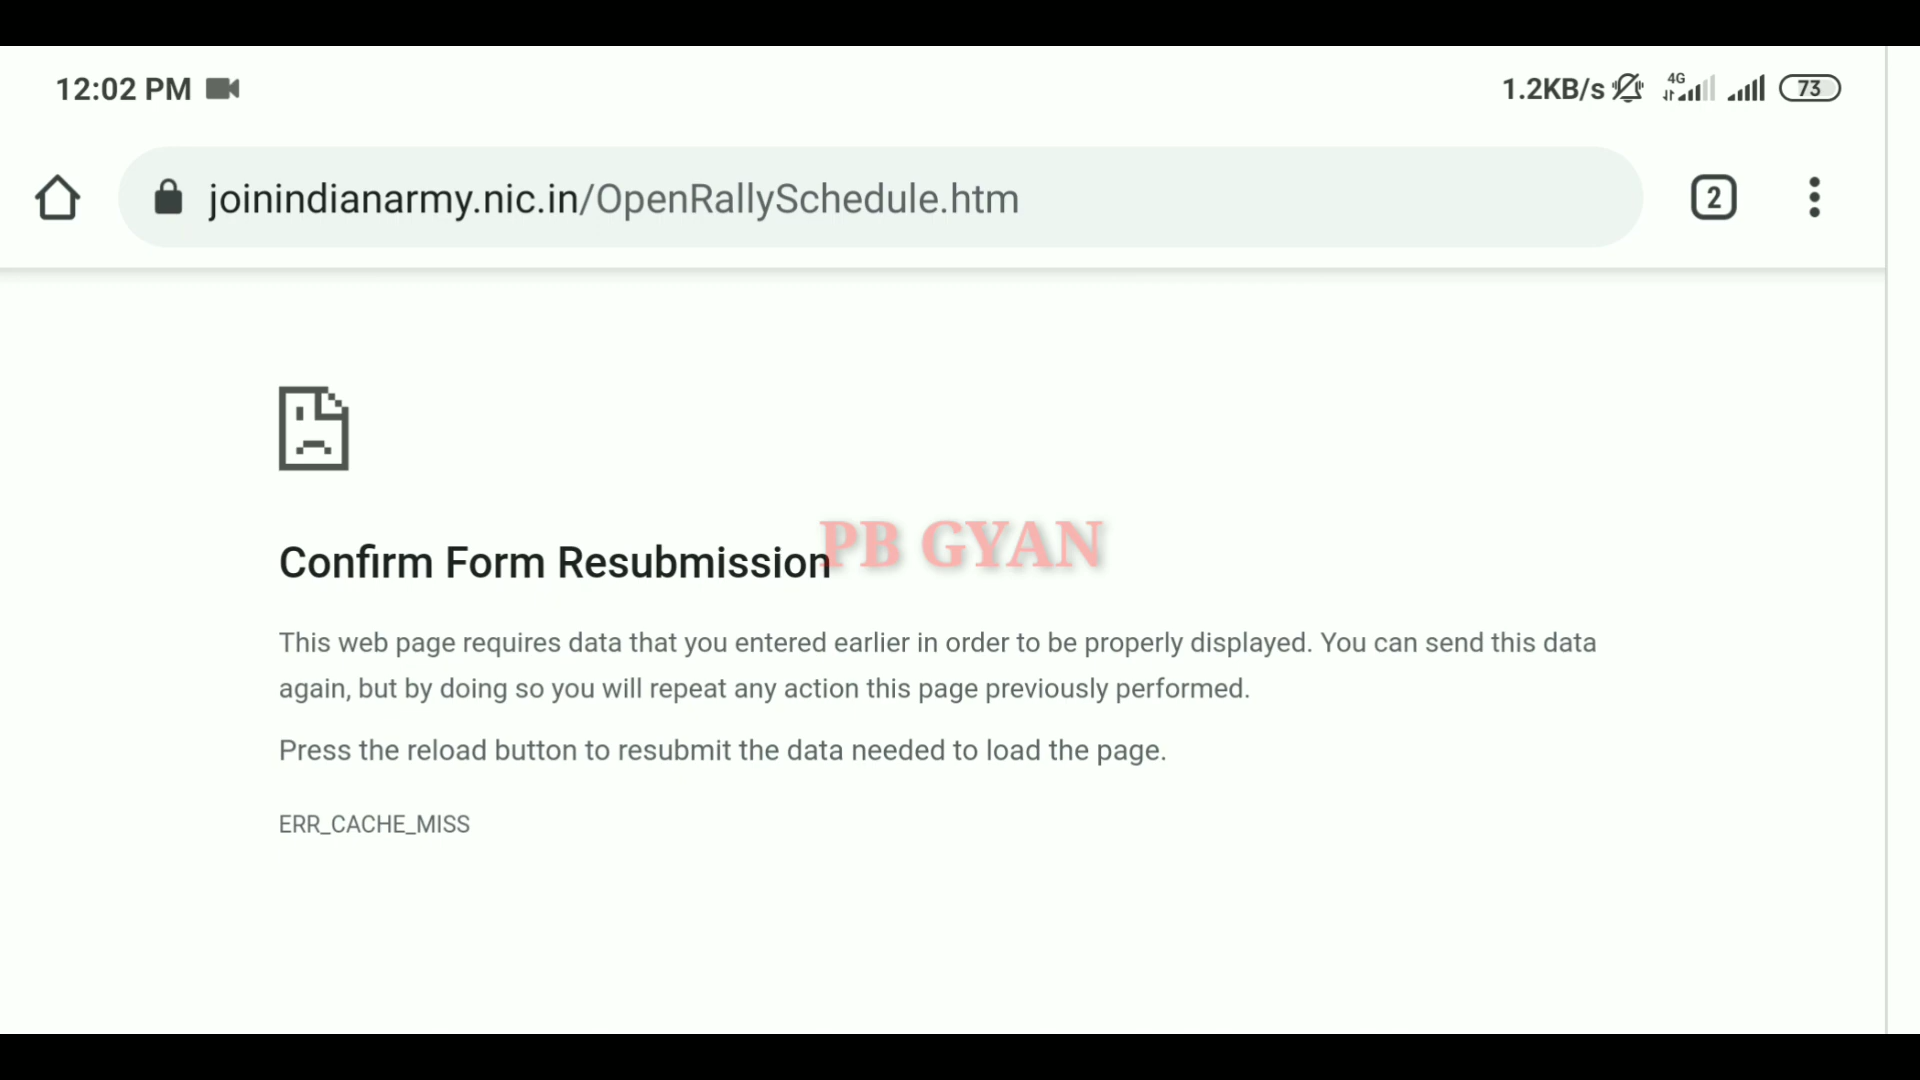 12:02 PM
1.2KB/s 4G 73
joinindianarmy.nic.in/OpenRallySchedule.htm
2
PB GYAN
Confirm Form Resubmission
This web page requires data that you entered earlier in order to be properly displayed. You can send this data
again, but by doing so you will repeat any action this page previously performed.
Press the reload button to resubmit the data needed to load the page.
ERR_CACHE_MISS